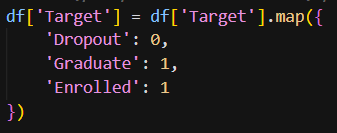 df['Target'] = df['Target'].map({
    'Dropout': 0,
    'Graduate': 1,
    'Enrolled': 1
})